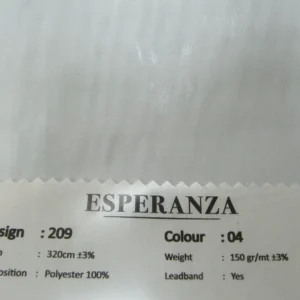 ESPERANZA
sign : 209 Colour : 04
: 320cm ±3% Weight : 150 gr/mt ±3%
osition : Polyester 100% Leadband : Yes